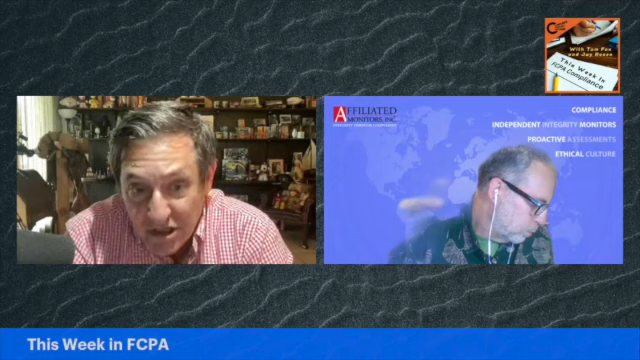 With Tom Fox
and Jay Rosen
This Week in
FCPA Compliance
AFFILIATED
MONITORS, INC.
COMPLIANCE
INDEPENDENT INTEGRITY MONITORS
PROACTIVE ASSESSMENTS
ETHICAL CULTURE
This Week in FCPA